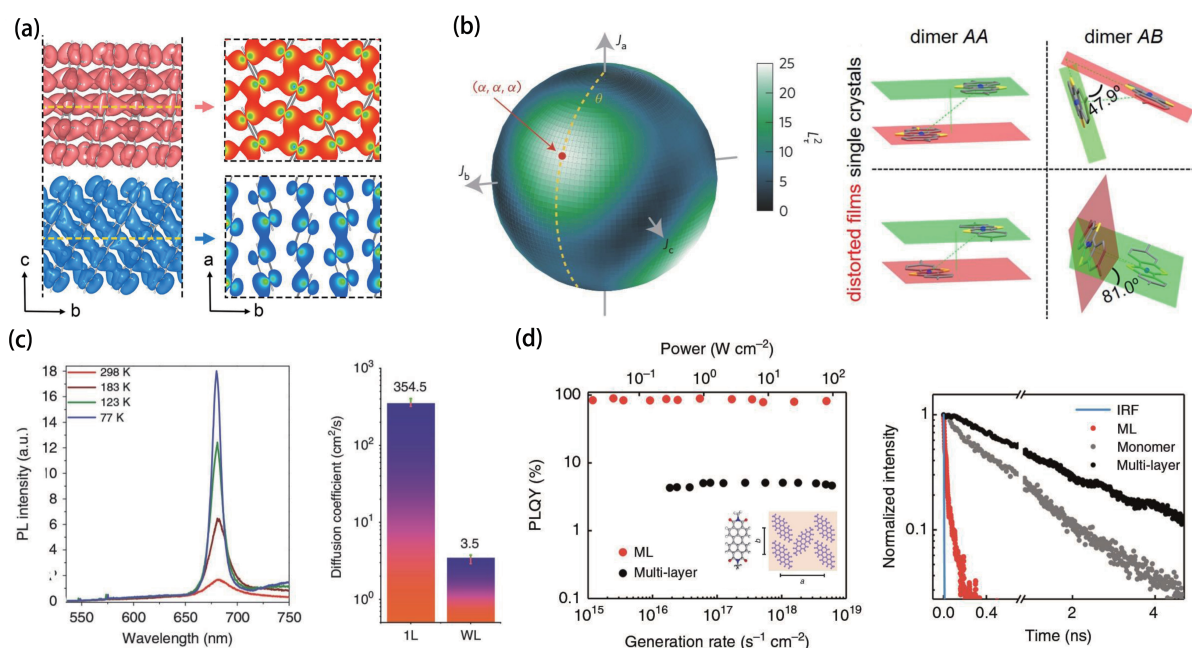 (a)
c
b
a
b
(b)
J_a
(α, α, α)
θ
J_b
J_c
25
20
15
10
5
0
L_τ^2
dimer AA
dimer AB
single crystals
distorted films
47.9°
81.0°
(c)
298 K
183 K
123 K
77 K
PL intensity (a.u.)
18
16
14
12
10
8
6
4
2
0
550
600
650
700
750
Wavelength (nm)
Diffusion coefficient (cm²/s)
10³
10²
10¹
10⁰
354.5
3.5
1L
WL
(d)
Power (W cm⁻²)
10⁻¹
10⁰
10¹
10²
PLQY (%)
100
10
1
0.1
ML
Multi-layer
b
a
10¹⁵
10¹⁶
10¹⁷
10¹⁸
10¹⁹
Generation rate (s⁻¹ cm⁻²)
Normalized intensity
1
0.1
IRF
ML
Monomer
Multi-layer
0.0
0.4
2
4
Time (ns)